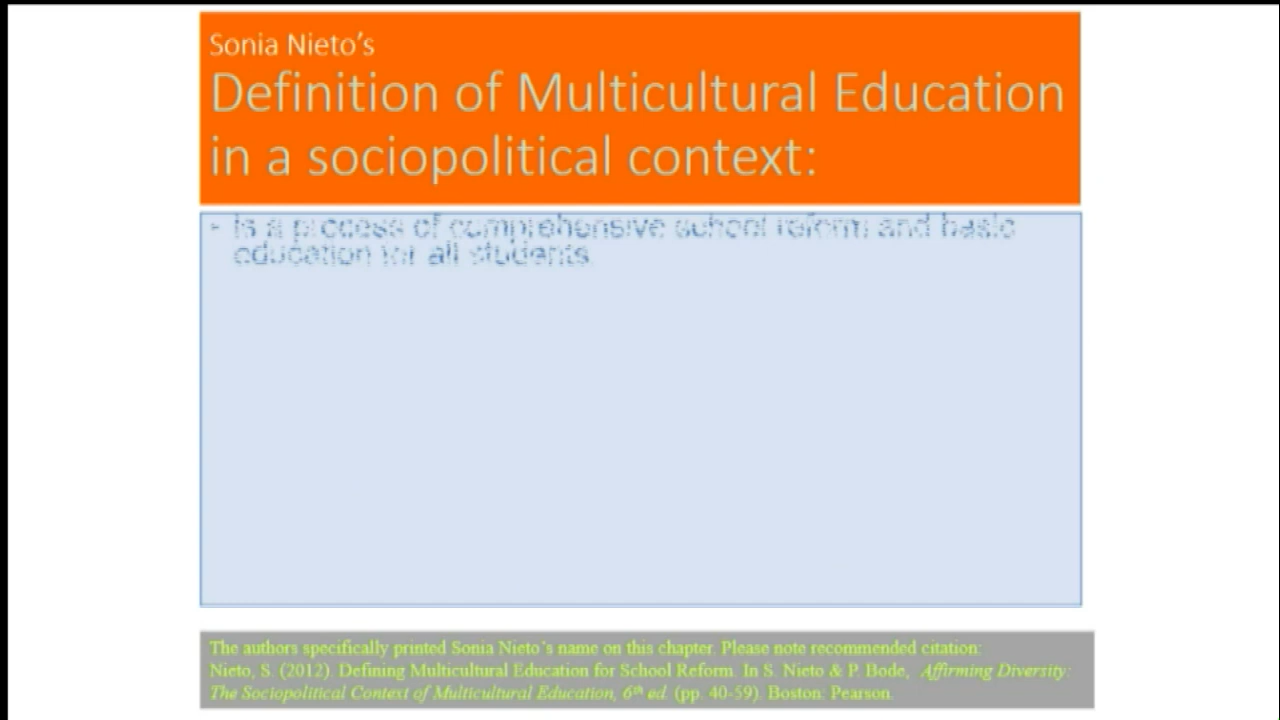 Sonia Nieto's
Definition of Multicultural Education
in a sociopolitical context:
- Is a process of comprehensive school reform and basic
education for all students
The authors specifically printed Sonia Nieto's name on this chapter. Please note recommended citation:
Nieto, S. (2012). Defining Multicultural Education for School Reform. In S. Nieto & P. Bode, Affirming Diversity:
The Sociopolitical Context of Multicultural Education, 6th ed. (pp. 40-59). Boston: Pearson.